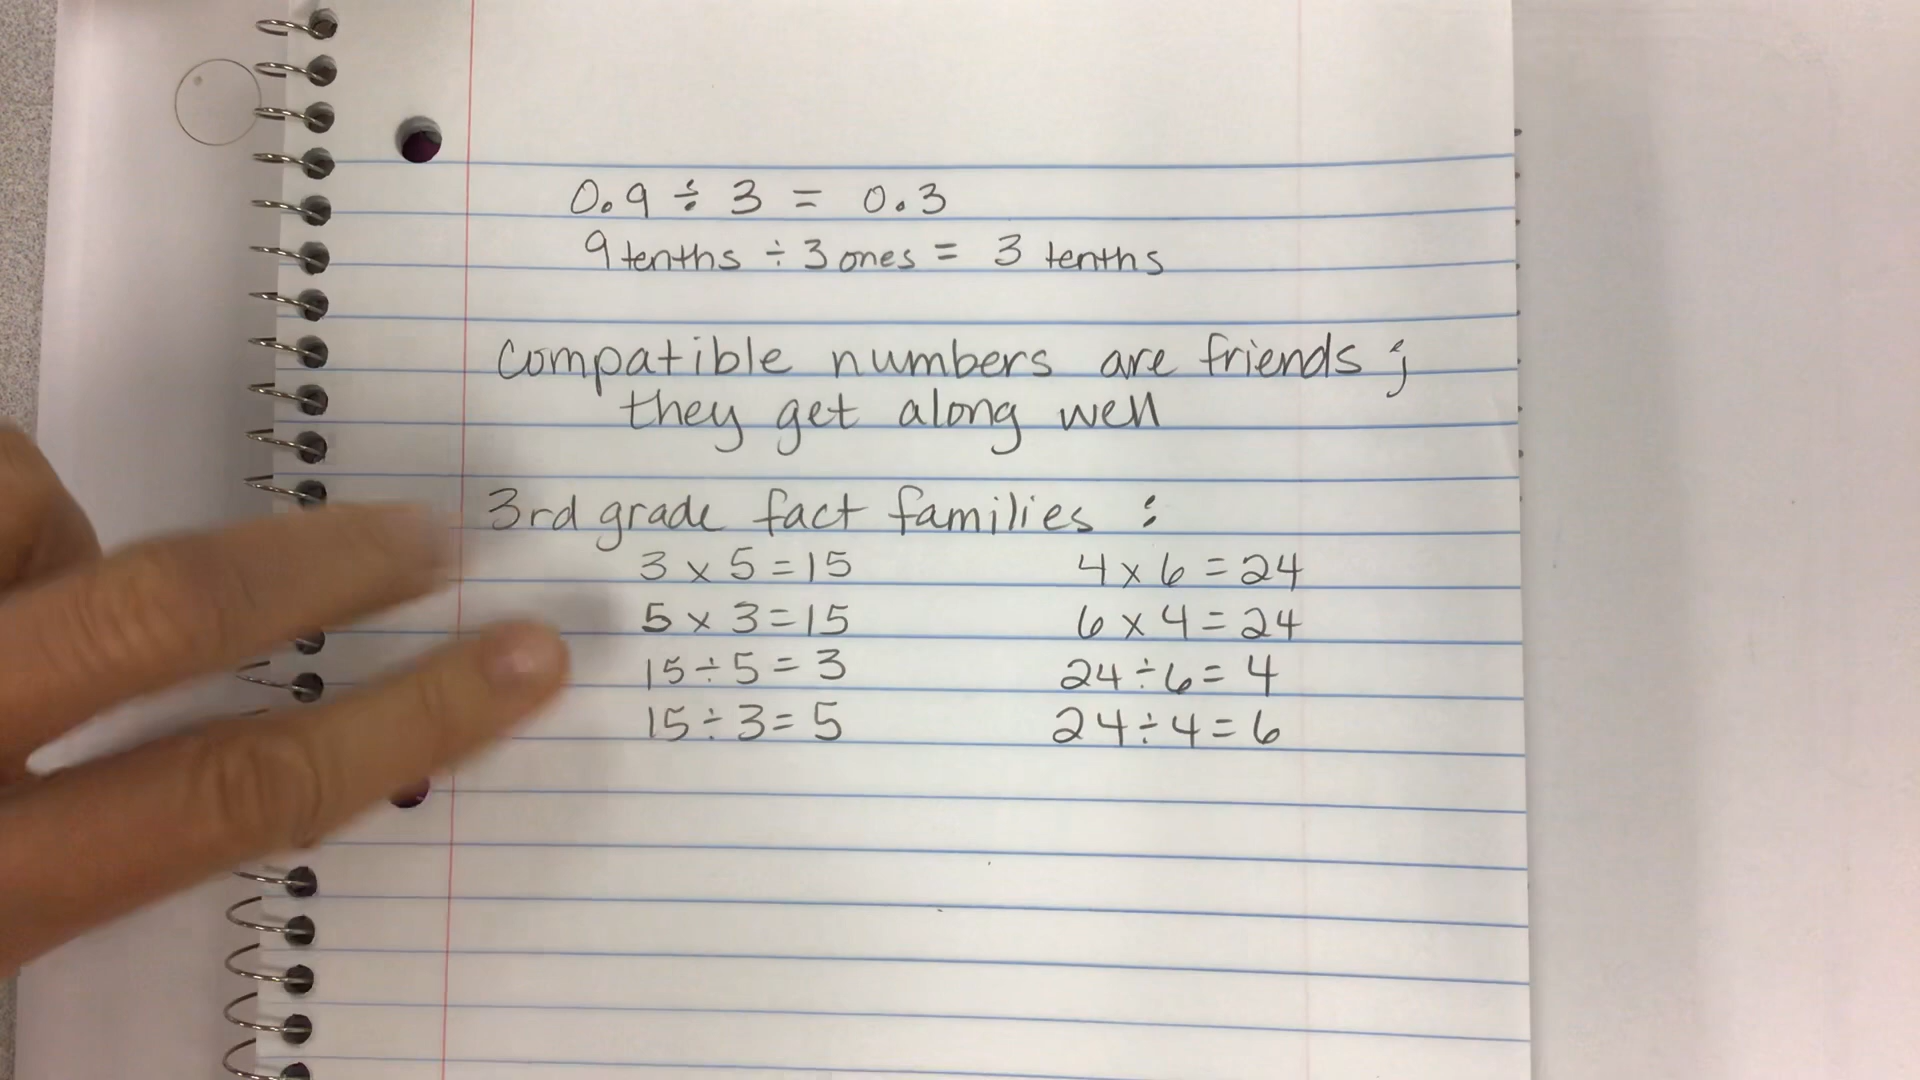 0.9 ÷ 3 = 0.3
9 tenths ÷ 3 ones = 3 tenths
compatible numbers are friends ;
they get along well
3rd grade fact families :
3 x 5 = 15 4 x 6 = 24
5 x 3 = 15 6 x 4 = 24
15 ÷ 5 = 3 24 ÷ 6 = 4
15 ÷ 3 = 5 24 ÷ 4 = 6